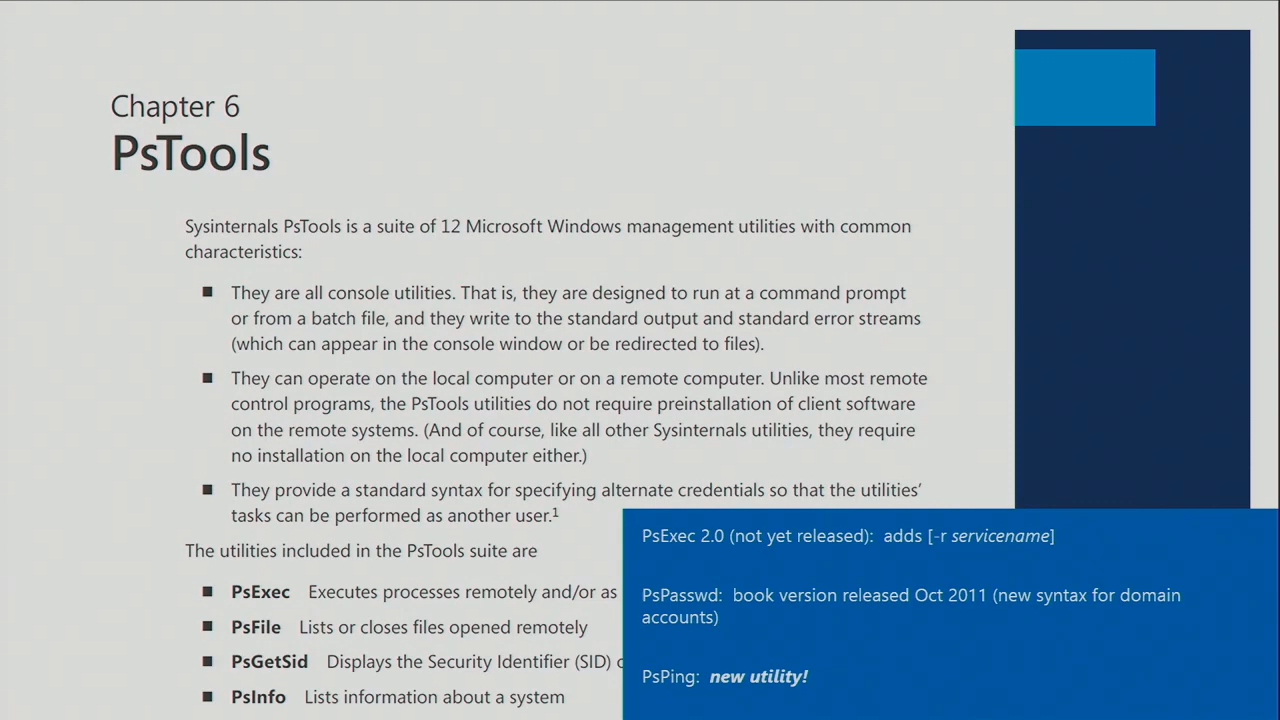 Chapter 6
PsTools
Sysinternals PsTools is a suite of 12 Microsoft Windows management utilities with common
characteristics:
■ They are all console utilities. That is, they are designed to run at a command prompt
or from a batch file, and they write to the standard output and standard error streams
(which can appear in the console window or be redirected to files).
■ They can operate on the local computer or on a remote computer. Unlike most remote
control programs, the PsTools utilities do not require preinstallation of client software
on the remote systems. (And of course, like all other Sysinternals utilities, they require
no installation on the local computer either.)
■ They provide a standard syntax for specifying alternate credentials so that the utilities’
tasks can be performed as another user.¹
The utilities included in the PsTools suite are
■ PsExec Executes processes remotely and/or as
■ PsFile Lists or closes files opened remotely
■ PsGetSid Displays the Security Identifier (SID)
■ PsInfo Lists information about a system
PsExec 2.0 (not yet released): adds [-r servicename]
PsPasswd: book version released Oct 2011 (new syntax for domain
accounts)
PsPing: new utility!